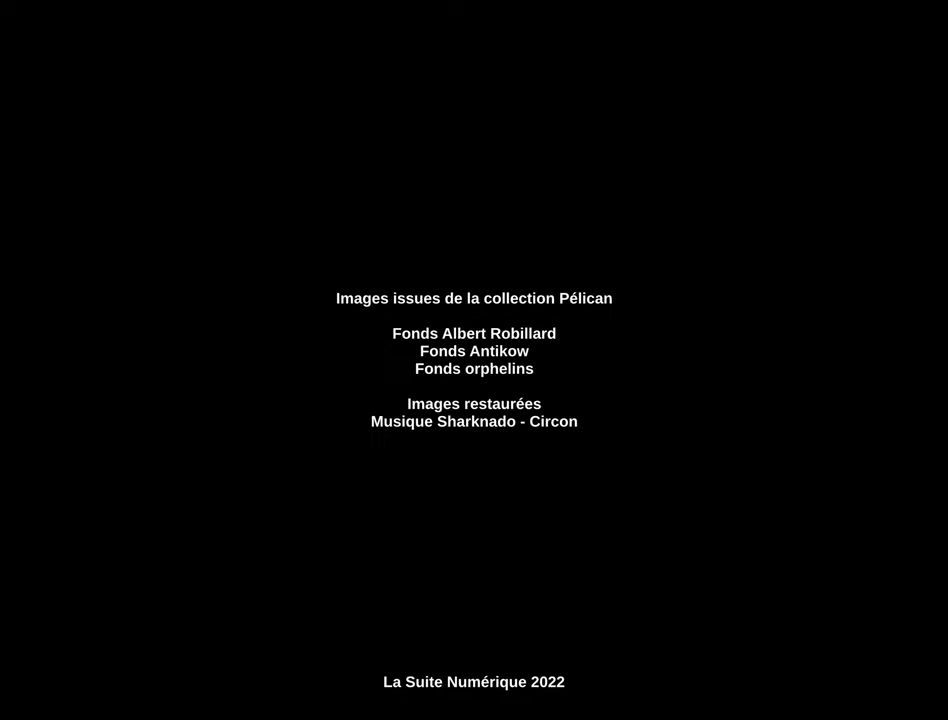 Images issues de la collection Pélican
Fonds Albert Robillard
Fonds Antikow
Fonds orphelins
Images restaurées
Musique Sharknado - Circon
La Suite Numérique 2022